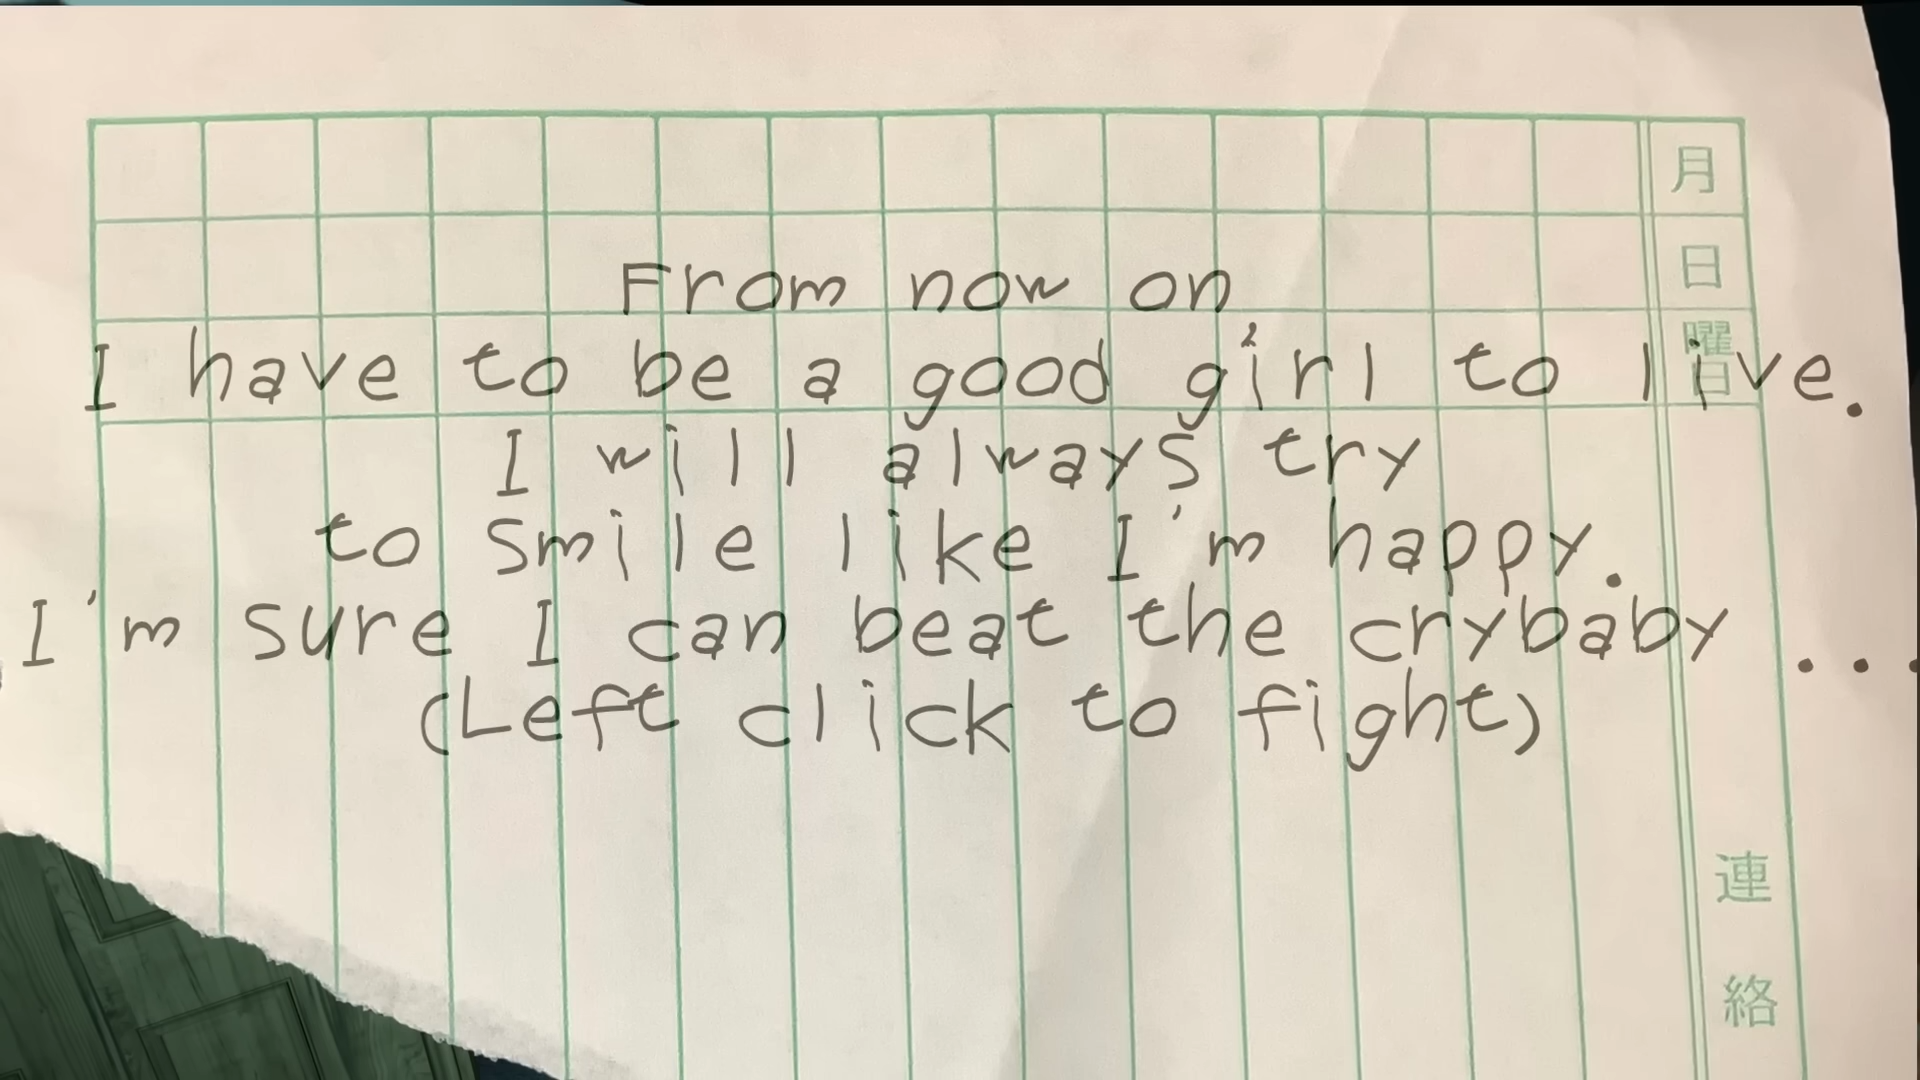 From now on
I have to be a good girl to live.
I will always try
to smile like I'm happy.
I'm sure I can beat the crybaby...
(Left click to fight)
月
日
曜日
連
絡